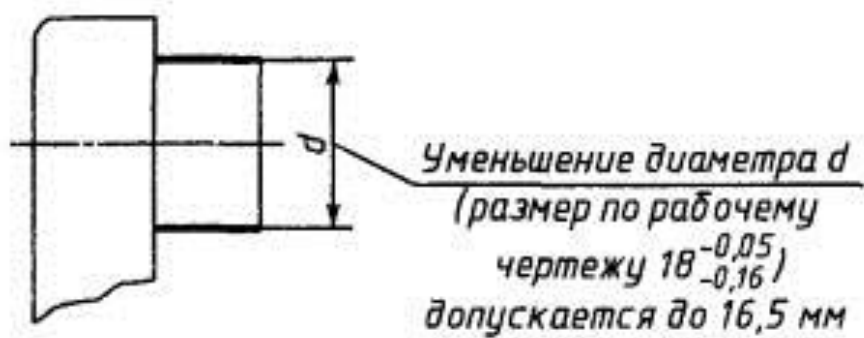 d
Уменьшение диаметра d
(размер по рабочему
чертежу 18 -0,05 -0,16)
допускается до 16,5 мм